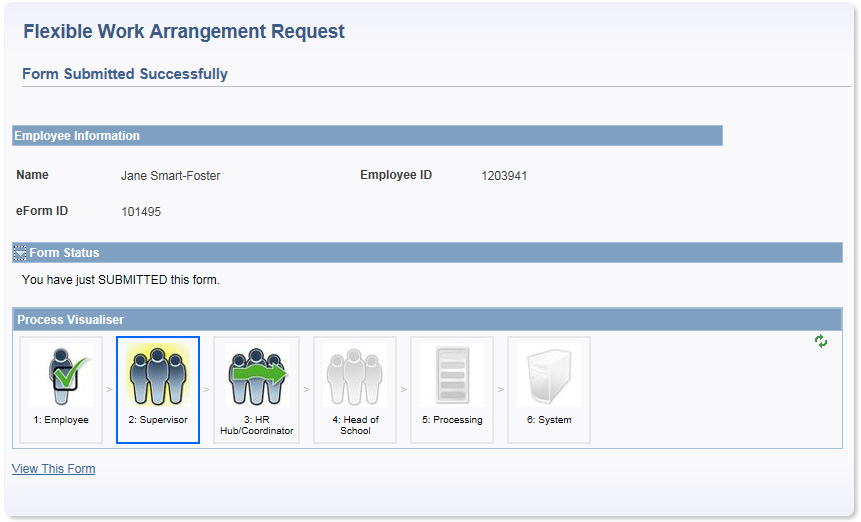 Flexible Work Arrangement Request
Form Submitted Successfully
Employee Information
Name Jane Smart-Foster Employee ID 1203941
eForm ID 101495
Form Status
You have just SUBMITTED this form.
Process Visualiser
1: Employee > 2: Supervisor > 3: HR Hub/Coordinator > 4: Head of School > 5: Processing > 6: System
View This Form